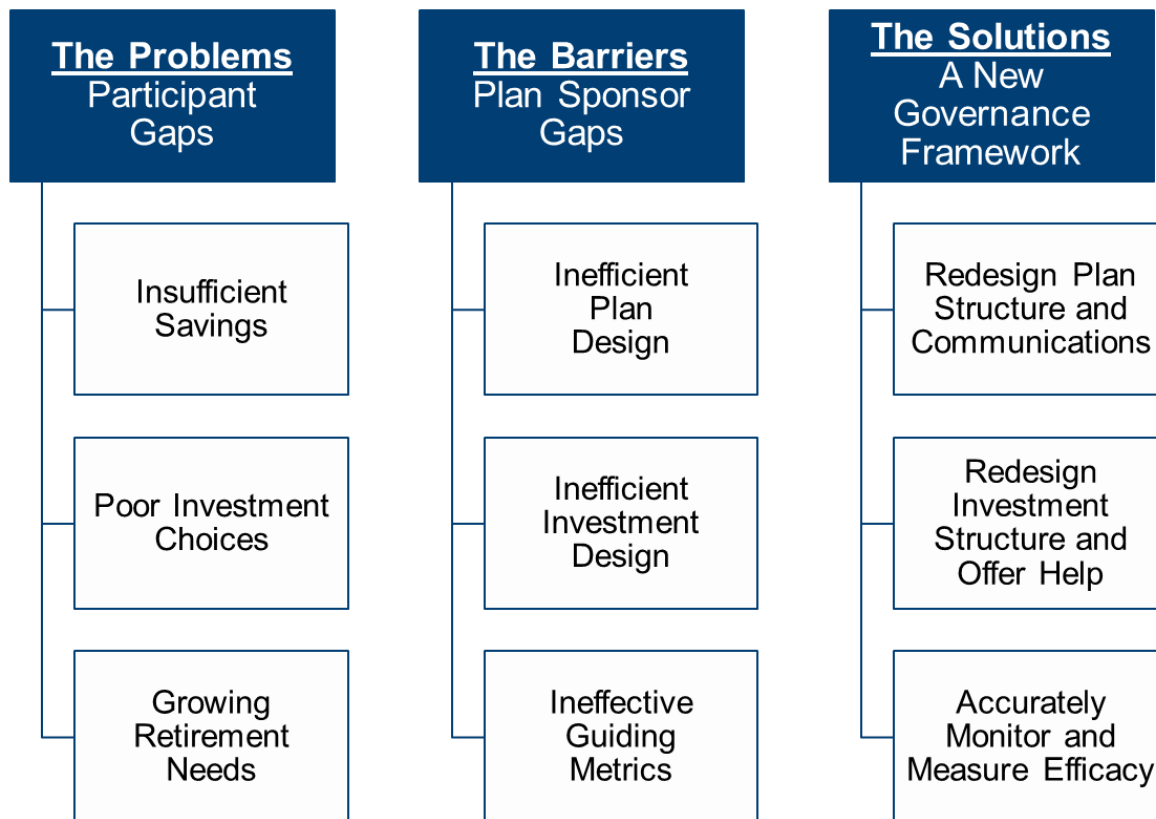 The Problems
Participant
Gaps
Insufficient
Savings
Poor Investment
Choices
Growing
Retirement
Needs
The Barriers
Plan Sponsor
Gaps
Inefficient
Plan
Design
Inefficient
Investment
Design
Ineffective
Guiding
Metrics
The Solutions
A New
Governance
Framework
Redesign Plan
Structure and
Communications
Redesign
Investment
Structure and
Offer Help
Accurately
Monitor and
Measure Efficacy